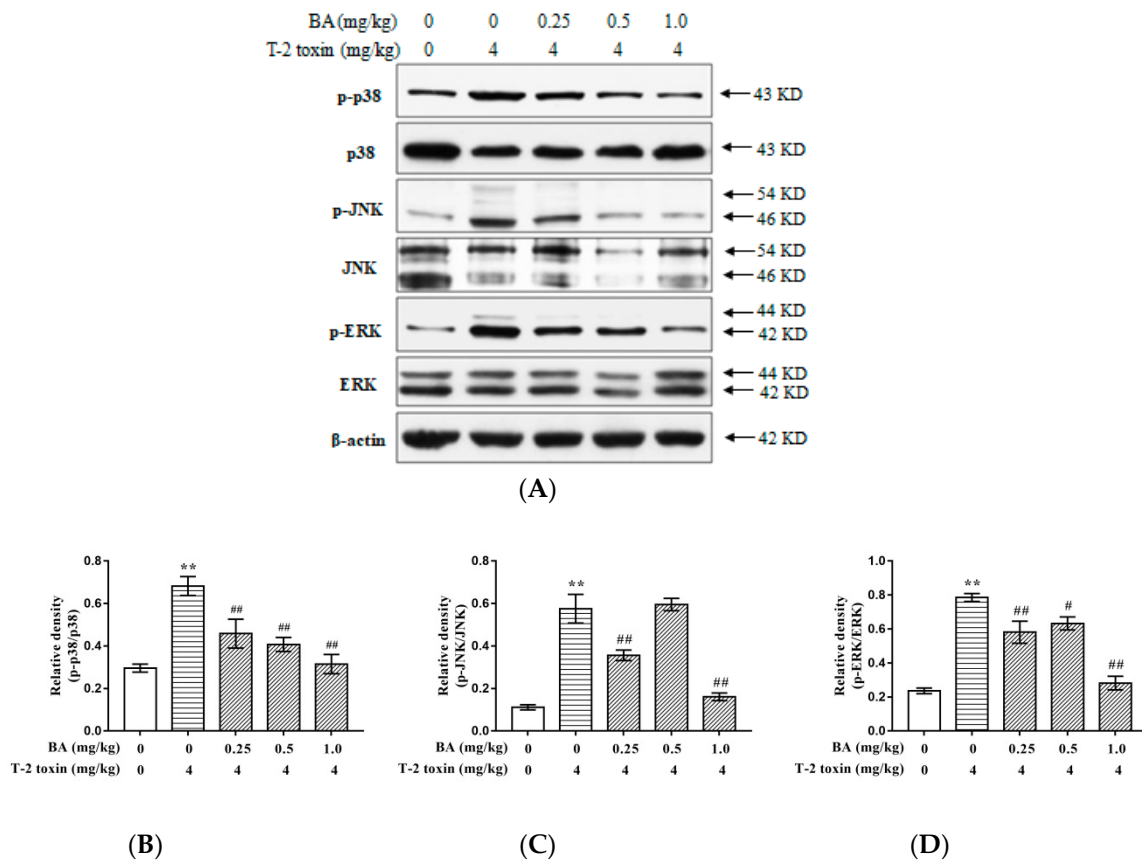 BA (mg/kg) 0 0 0.25 0.5 1.0
T-2 toxin (mg/kg) 0 4 4 4 4
p-p38 43 KD
p38 43 KD
p-JNK 54 KD
46 KD
JNK 54 KD
46 KD
p-ERK 44 KD
42 KD
ERK 44 KD
42 KD
β-actin 42 KD
(A)
Relative density
(p-p38/p38)
0.8
0.6
0.4
0.2
0.0
**
##
##
##
BA (mg/kg) 0 0 0.25 0.5 1.0
T-2 toxin (mg/kg) 0 4 4 4 4
(B)
Relative density
(p-JNK/JNK)
0.8
0.6
0.4
0.2
0.0
**
##
##
BA (mg/kg) 0 0 0.25 0.5 1.0
T-2 toxin (mg/kg) 0 4 4 4 4
(C)
Relative density
(p-ERK/ERK)
1.0
0.8
0.6
0.4
0.2
0.0
**
##
#
##
BA (mg/kg) 0 0 0.25 0.5 1.0
T-2 toxin (mg/kg) 0 4 4 4 4
(D)